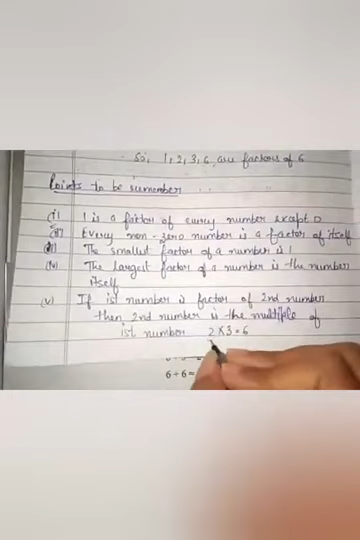 So, 1, 2, 3, 6 are factors of 6
Points to be remember
(i) 1 is a factor of every number except 0
(ii) Every non-zero number is a factor of itself
(iii) The smallest factor of a number is 1
(iv) The largest factor of a number is the number
itself
(v) If ist number is factor of 2nd number
then 2nd number is the multiple of
ist number 2×3=6
6÷6=